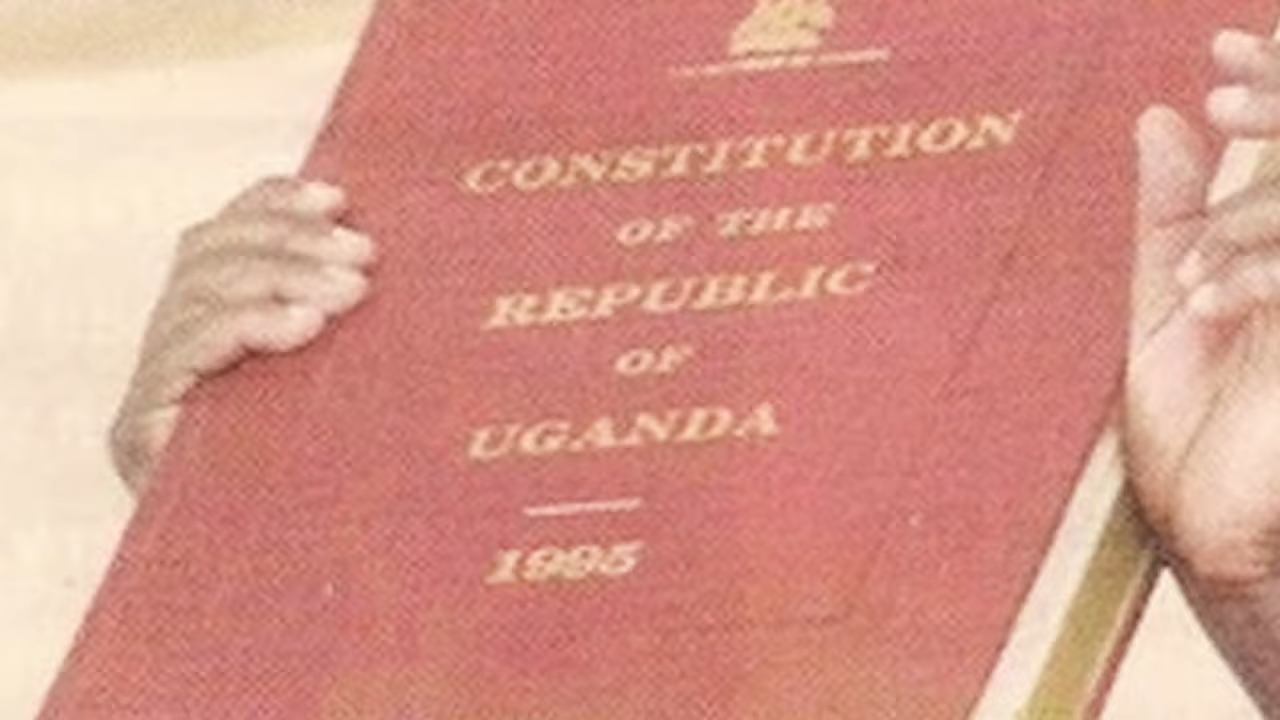 CONSTITUTION
OF THE
REPUBLIC
OF
UGANDA
1995